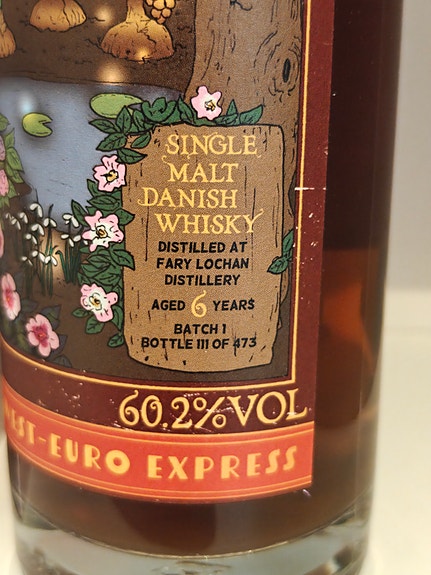 SINGLE
MALT
DANISH
WHISKY
DISTILLED AT
FARY LOCHAN
DISTILLERY
AGED 6 YEARS
BATCH 1
BOTTLE 111 OF 473
60.2% VOL
WEST-EURO EXPRESS